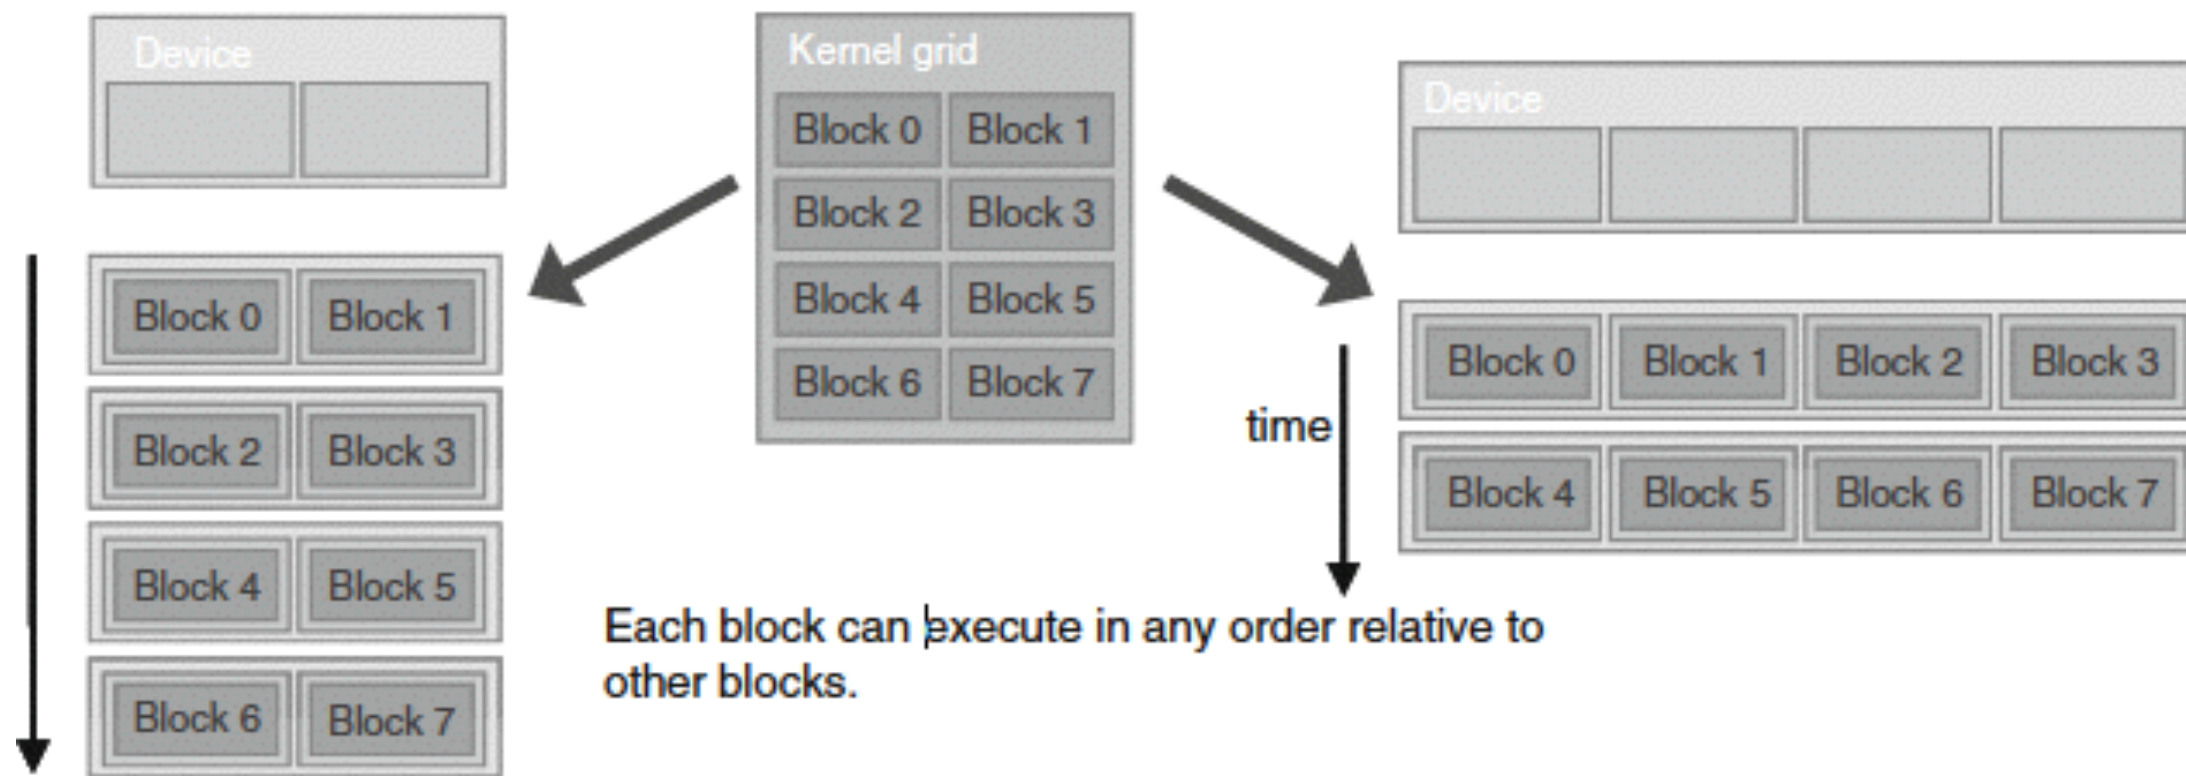 Device
Block 0 Block 1
Block 2 Block 3
Block 4 Block 5
Block 6 Block 7
Kernel grid
Block 0 Block 1
Block 2 Block 3
Block 4 Block 5
Block 6 Block 7
Device
time
Block 0 Block 1 Block 2 Block 3
Block 4 Block 5 Block 6 Block 7
Each block can execute in any order relative to
other blocks.